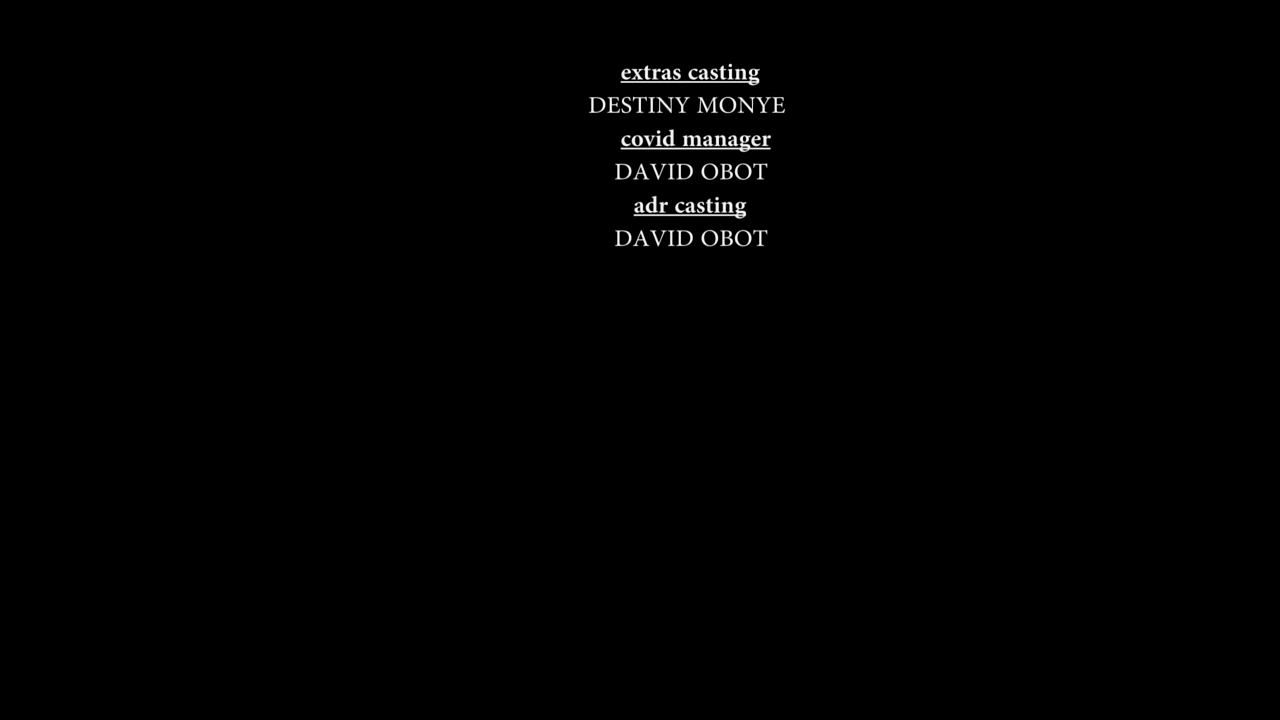 extras casting
DESTINY MONYE
covid manager
DAVID OBOT
adr casting
DAVID OBOT